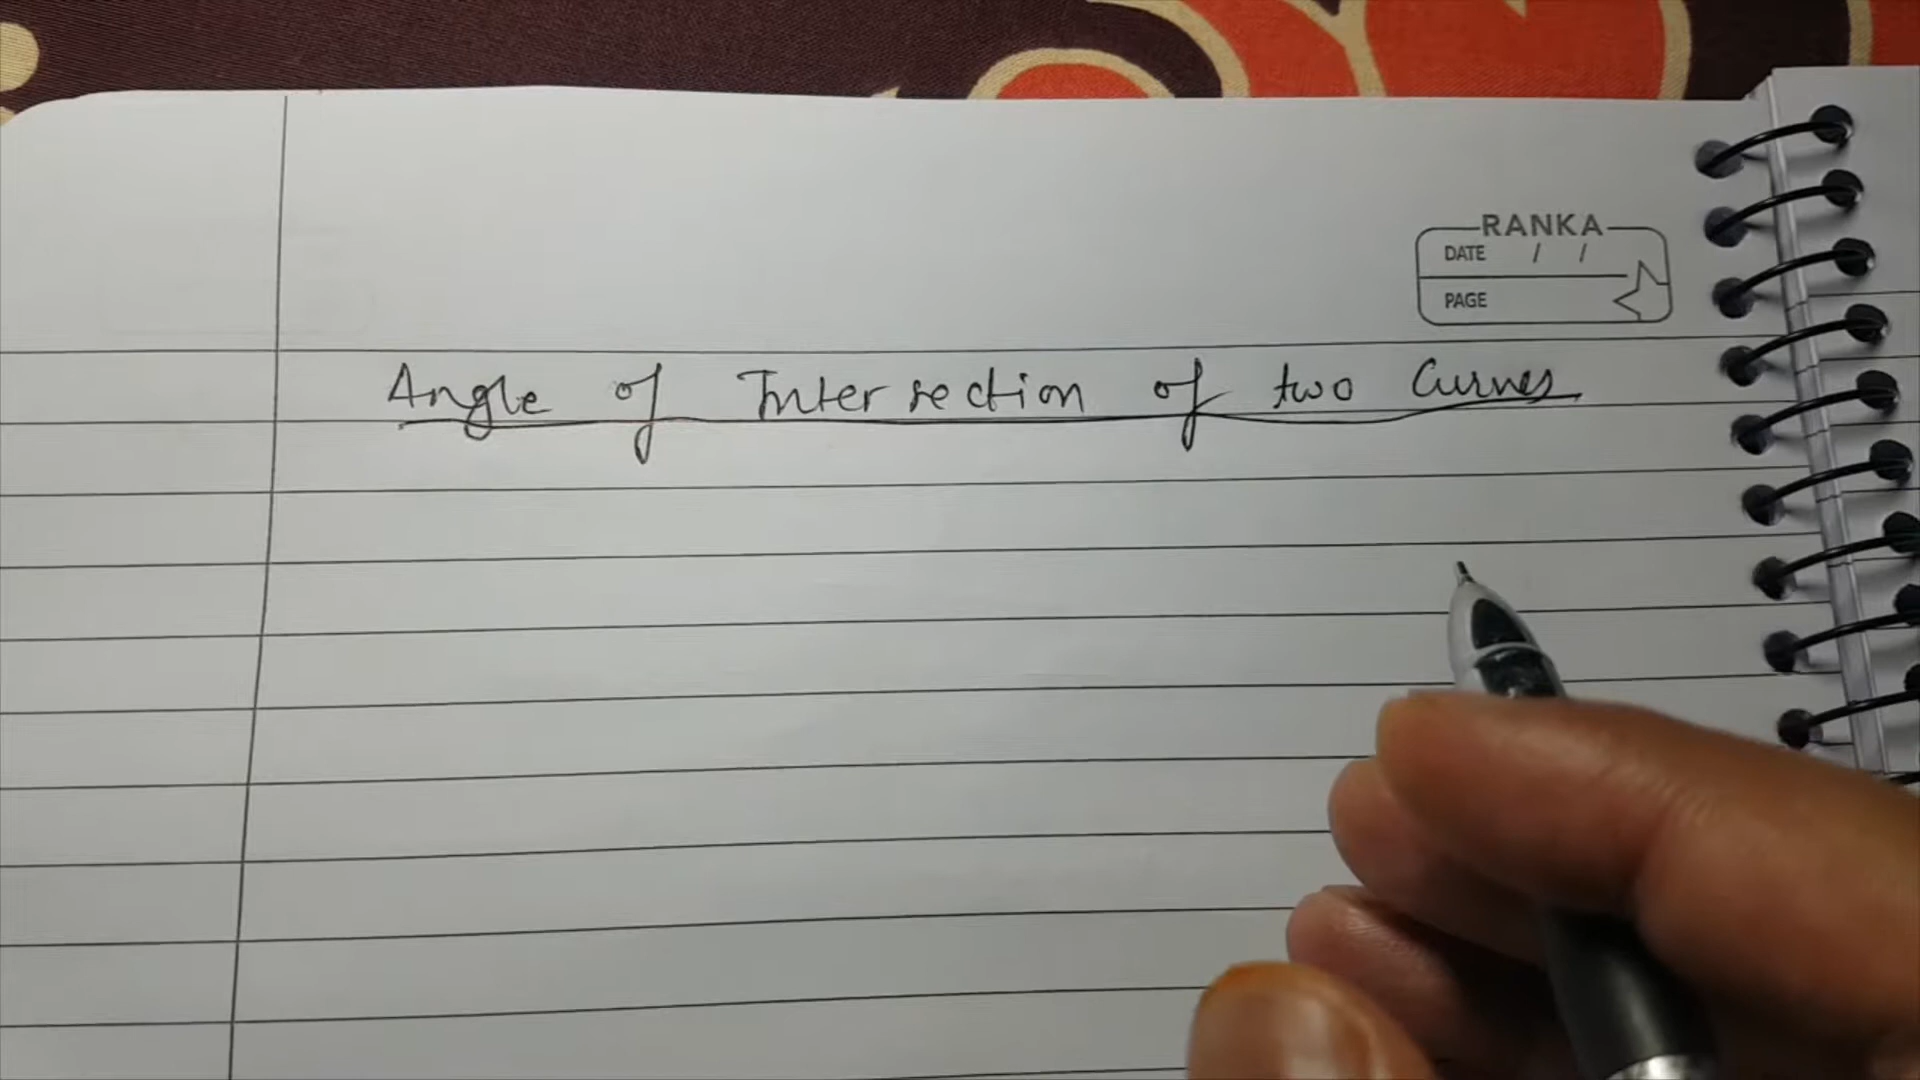 RANKA
DATE / /
PAGE
Angle of Intersection of two Curves